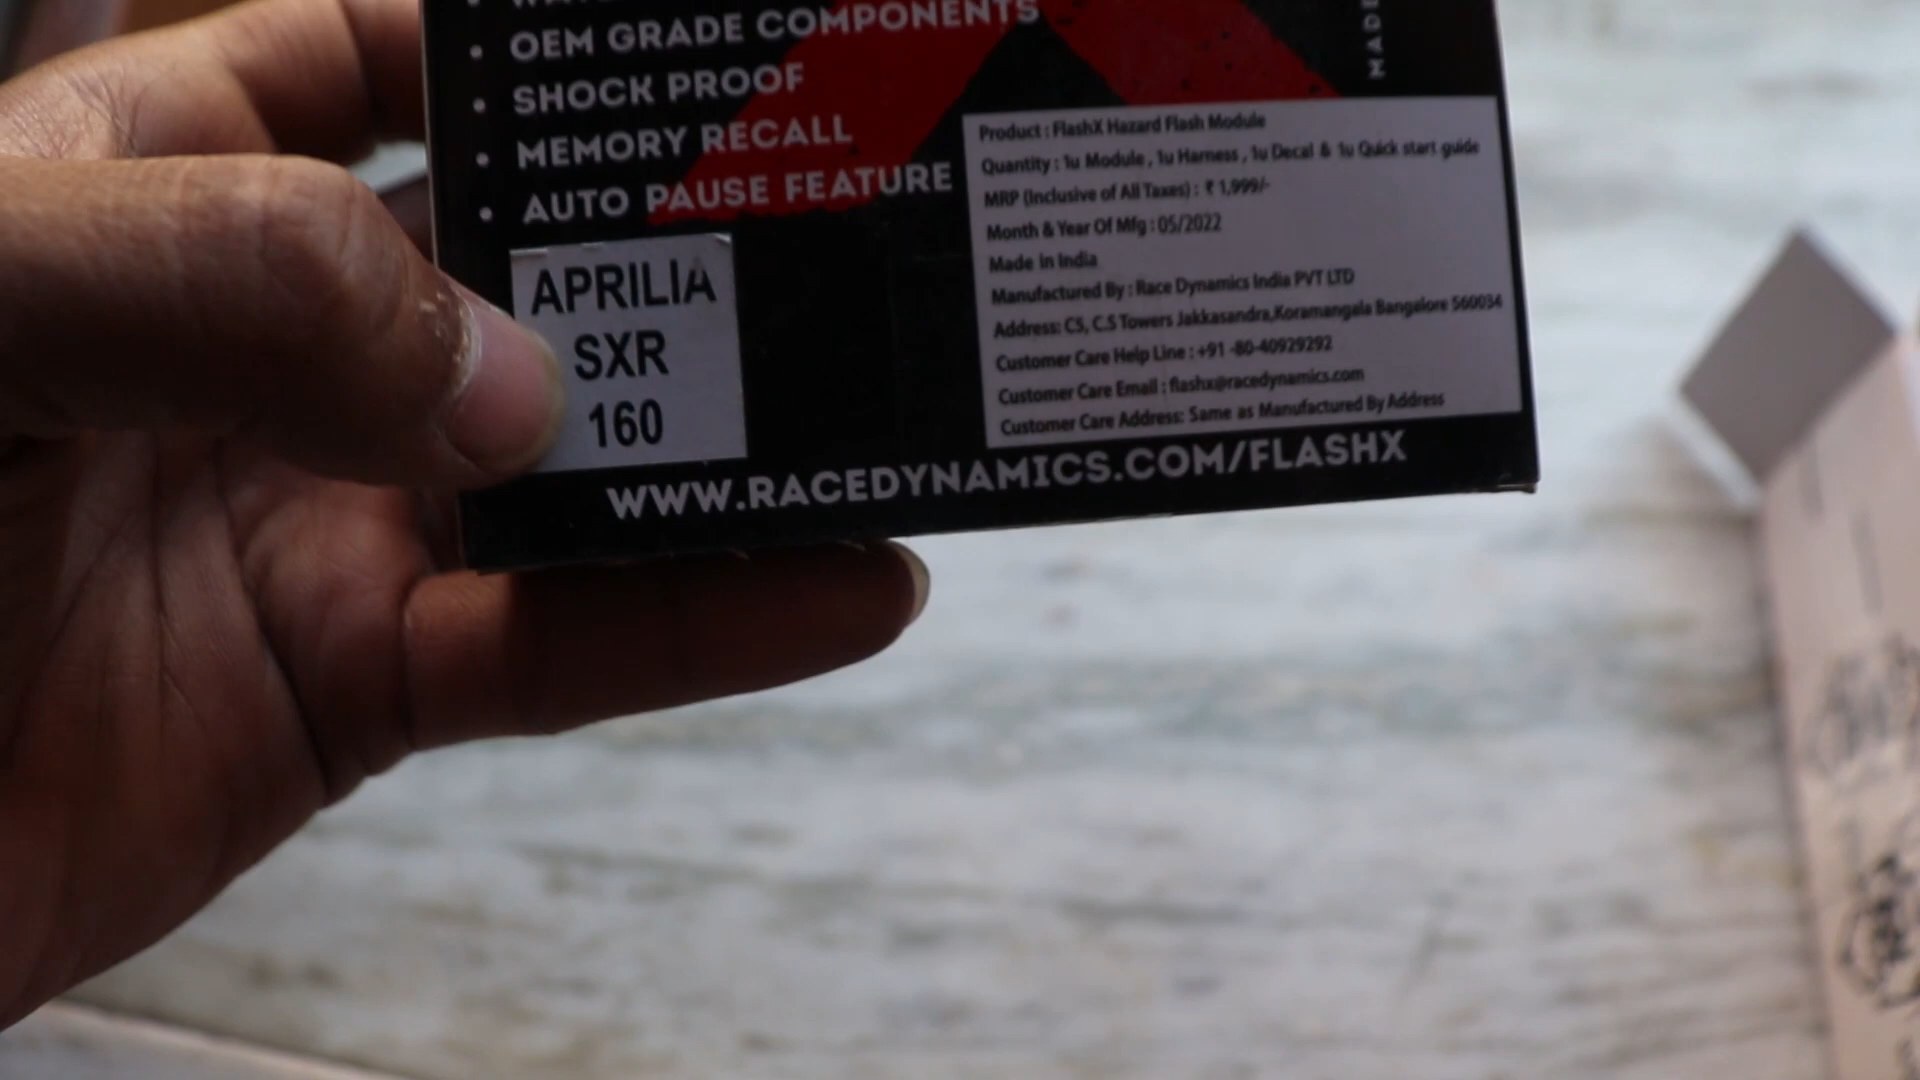 OEM GRADE COMPONENTS
SHOCK PROOF
MEMORY RECALL
AUTO PAUSE FEATURE
MADE
APRILIA
SXR
160
Product : FlashX Hazard Flash Module
Quantity : 1u Module , 1u Harness , 1u Decal & 1u Quick start guide
MRP (Inclusive of All Taxes) : ₹ 1,999/-
Month & Year Of Mfg : 05/2022
Made In India
Manufactured By : Race Dynamics India PVT LTD
Address: C5, C.S Towers Jakkasandra,Koramangala Bangalore 560034
Customer Care Help Line : +91 -80-40929292
Customer Care Email : flashx@racedynamics.com
Customer Care Address: Same as Manufactured By Address
WWW.RACEDYNAMICS.COM/FLASHX